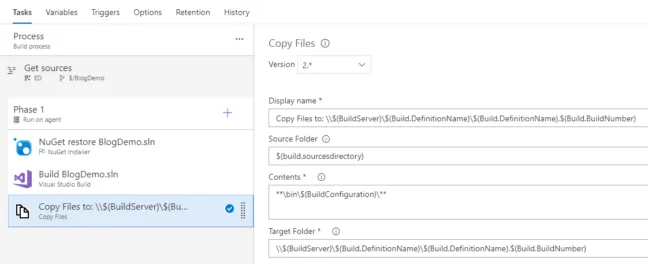 Tasks Variables Triggers Options Retention History
Process
Build process
Get sources
ED $/BlogDemo
Phase 1
Run on agent
NuGet restore BlogDemo.sln
NuGet Installer
Build BlogDemo.sln
Visual Studio Build
Copy Files to: \\$(BuildServer)\$(Bu...
Copy Files
Copy Files
Version 2.*
Display name *
Copy Files to: \\$(BuildServer)\$(Build.DefinitionName)\$(Build.DefinitionName).$(Build.BuildNumber)
Source Folder
$(build.sourcesdirectory)
Contents *
**\bin\$(BuildConfiguration)\**
Target Folder *
\\$(BuildServer)\$(Build.DefinitionName)\$(Build.DefinitionName).$(Build.BuildNumber)